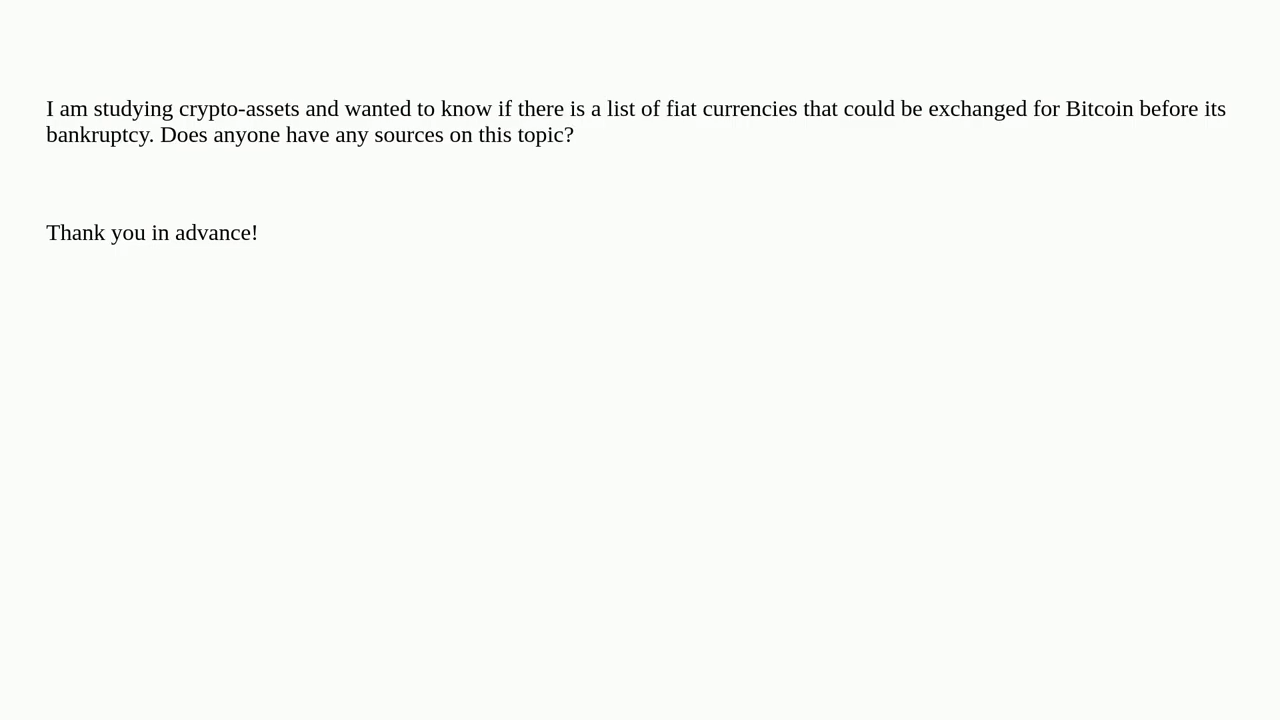 I am studying crypto-assets and wanted to know if there is a list of fiat currencies that could be exchanged for Bitcoin before its
bankruptcy. Does anyone have any sources on this topic?
Thank you in advance!